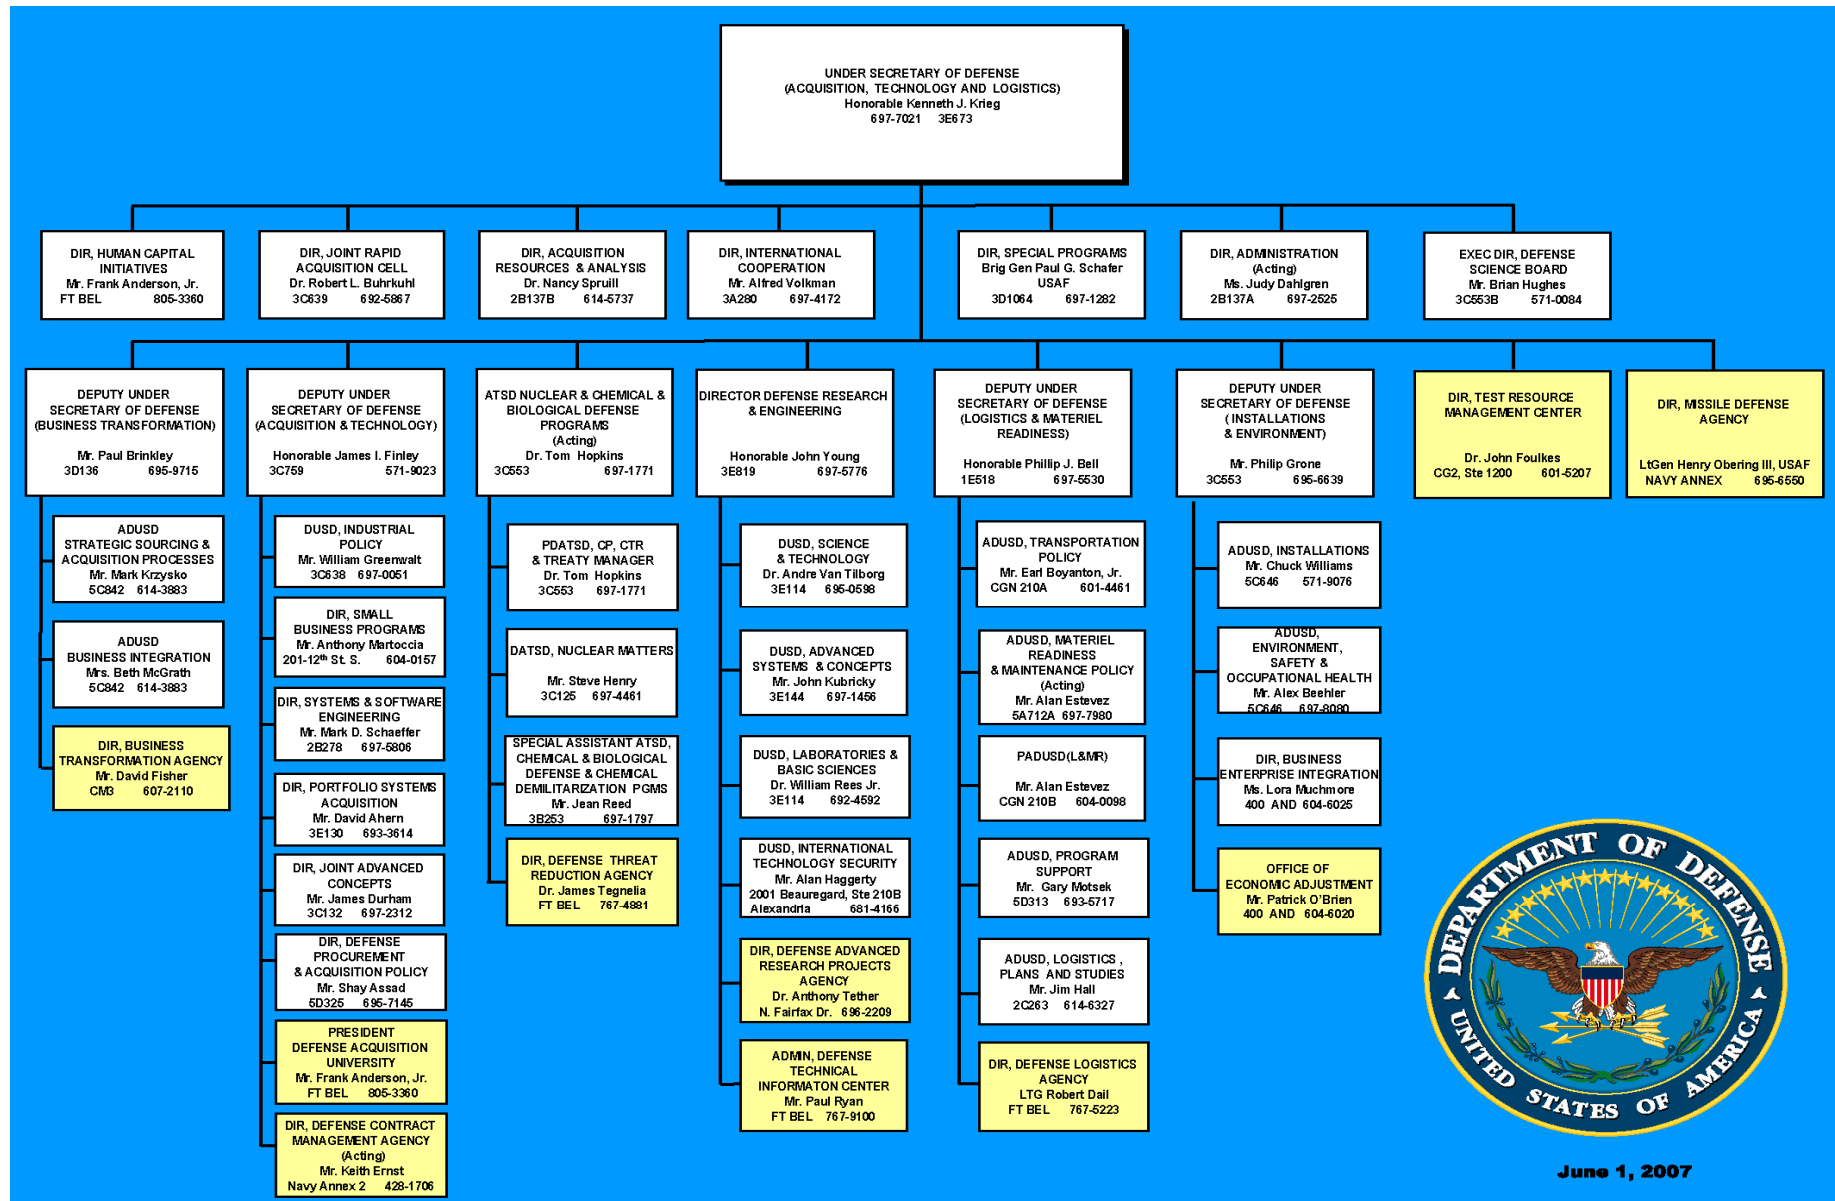 UNDER SECRETARY OF DEFENSE
(ACQUISITION, TECHNOLOGY AND LOGISTICS)
Honorable Kenneth J. Krieg
697-7021 3E673
DIR, HUMAN CAPITAL
INITIATIVES
Mr. Frank Anderson, Jr.
FT BEL 805-3360
DIR, JOINT RAPID
ACQUISITION CELL
Dr. Robert L. Buhrkuhl
3C639 692-5867
DIR, ACQUISITION
RESOURCES & ANALYSIS
Dr. Nancy Spruill
2B137B 614-5737
DIR, INTERNATIONAL
COOPERATION
Mr. Alfred Volkman
3A280 697-4172
DIR, SPECIAL PROGRAMS
Brig Gen Paul G. Schafer
USAF
3D1064 697-1282
DIR, ADMINISTRATION
(Acting)
Ms. Judy Dahlgren
2B137A 697-2525
EXEC DIR, DEFENSE
SCIENCE BOARD
Mr. Brian Hughes
3C553B 571-0084
DEPUTY UNDER
SECRETARY OF DEFENSE
(BUSINESS TRANSFORMATION)
Mr. Paul Brinkley
3D136 695-9715
ADUSD
STRATEGIC SOURCING &
ACQUISITION PROCESSES
Mr. Mark Krzysko
5C842 614-3883
ADUSD
BUSINESS INTEGRATION
Mrs. Beth McGrath
5C842 614-3883
DIR, BUSINESS
TRANSFORMATION AGENCY
Mr. David Fisher
CM3 607-2110
DEPUTY UNDER
SECRETARY OF DEFENSE
(ACQUISITION & TECHNOLOGY)
Honorable James I. Finley
3C759 571-9023
DUSD, INDUSTRIAL
POLICY
Mr. William Greenwalt
3C638 697-0051
DIR, SMALL
BUSINESS PROGRAMS
Mr. Anthony Martoccia
201-12th St. S. 604-0157
DIR, SYSTEMS & SOFTWARE
ENGINEERING
Mr. Mark D. Schaeffer
2B278 697-5806
DIR, PORTFOLIO SYSTEMS
ACQUISITION
Mr. David Ahern
3E130 693-3614
DIR, JOINT ADVANCED
CONCEPTS
Mr. James Durham
3C132 697-2312
DIR, DEFENSE
PROCUREMENT
& ACQUISITION POLICY
Mr. Shay Assad
5D325 695-7145
PRESIDENT
DEFENSE ACQUISITION
UNIVERSITY
Mr. Frank Anderson, Jr.
FT BEL 805-3360
DIR, DEFENSE CONTRACT
MANAGEMENT AGENCY
(Acting)
Mr. Keith Ernst
Navy Annex 2 428-1706
ATSD NUCLEAR & CHEMICAL &
BIOLOGICAL DEFENSE
PROGRAMS
(Acting)
Dr. Tom Hopkins
3C553 697-1771
PDATSD, CP, CTR
& TREATY MANAGER
Dr. Tom Hopkins
3C553 697-1771
DATSD, NUCLEAR MATTERS
Mr. Steve Henry
3C125 697-4461
SPECIAL ASSISTANT ATSD,
CHEMICAL & BIOLOGICAL
DEFENSE & CHEMICAL
DEMILITARIZATION PGMS
Mr. Jean Reed
3B253 697-1797
DIR, DEFENSE THREAT
REDUCTION AGENCY
Dr. James Tegnelia
FT BEL 767-4881
DIRECTOR DEFENSE RESEARCH
& ENGINEERING
Honorable John Young
3E819 697-5776
DUSD, SCIENCE
& TECHNOLOGY
Dr. Andre Van Tilborg
3E114 695-0598
DUSD, ADVANCED
SYSTEMS & CONCEPTS
Mr. John Kubricky
3E144 697-1456
DUSD, LABORATORIES &
BASIC SCIENCES
Dr. William Rees Jr.
3E114 692-4592
DUSD, INTERNATIONAL
TECHNOLOGY SECURITY
Mr. Alan Haggerty
2001 Beauregard, Ste 210B
Alexandria 681-4166
DIR, DEFENSE ADVANCED
RESEARCH PROJECTS
AGENCY
Dr. Anthony Tether
N. Fairfax Dr. 696-2209
ADMIN, DEFENSE
TECHNICAL
INFORMATON CENTER
Mr. Paul Ryan
FT BEL 767-9100
DEPUTY UNDER
SECRETARY OF DEFENSE
(LOGISTICS & MATERIEL
READINESS)
Honorable Phillip J. Bell
1E518 697-5530
ADUSD, TRANSPORTATION
POLICY
Mr. Earl Boyanton, Jr.
CGN 210A 601-4461
ADUSD, MATERIEL
READINESS
& MAINTENANCE POLICY
(Acting)
Mr. Alan Estevez
5A712A 697-7980
PADUSD(L&MR)
Mr. Alan Estevez
CGN 210B 604-0098
ADUSD, PROGRAM
SUPPORT
Mr. Gary Motsek
5D313 693-5717
ADUSD, LOGISTICS ,
PLANS AND STUDIES
Mr. Jim Hall
2C263 614-6327
DIR, DEFENSE LOGISTICS
AGENCY
LTG Robert Dail
FT BEL 767-5223
DEPUTY UNDER
SECRETARY OF DEFENSE
( INSTALLATIONS
& ENVIRONMENT)
Mr. Philip Grone
3C553 695-6639
ADUSD, INSTALLATIONS
Mr. Chuck Williams
5C646 571-9076
ADUSD,
ENVIRONMENT,
SAFETY &
OCCUPATIONAL HEALTH
Mr. Alex Beehler
5C646 697-8080
DIR, BUSINESS
ENTERPRISE INTEGRATION
Ms. Lora Muchmore
400 AND 604-6025
OFFICE OF
ECONOMIC ADJUSTMENT
Mr. Patrick O'Brien
400 AND 604-6020
DIR, TEST RESOURCE
MANAGEMENT CENTER
Dr. John Foulkes
CG2, Ste 1200 601-5207
DIR, MISSILE DEFENSE
AGENCY
LtGen Henry Obering III, USAF
NAVY ANNEX 695-6550
DEPARTMENT OF DEFENSE
UNITED STATES OF AMERICA
June 1, 2007